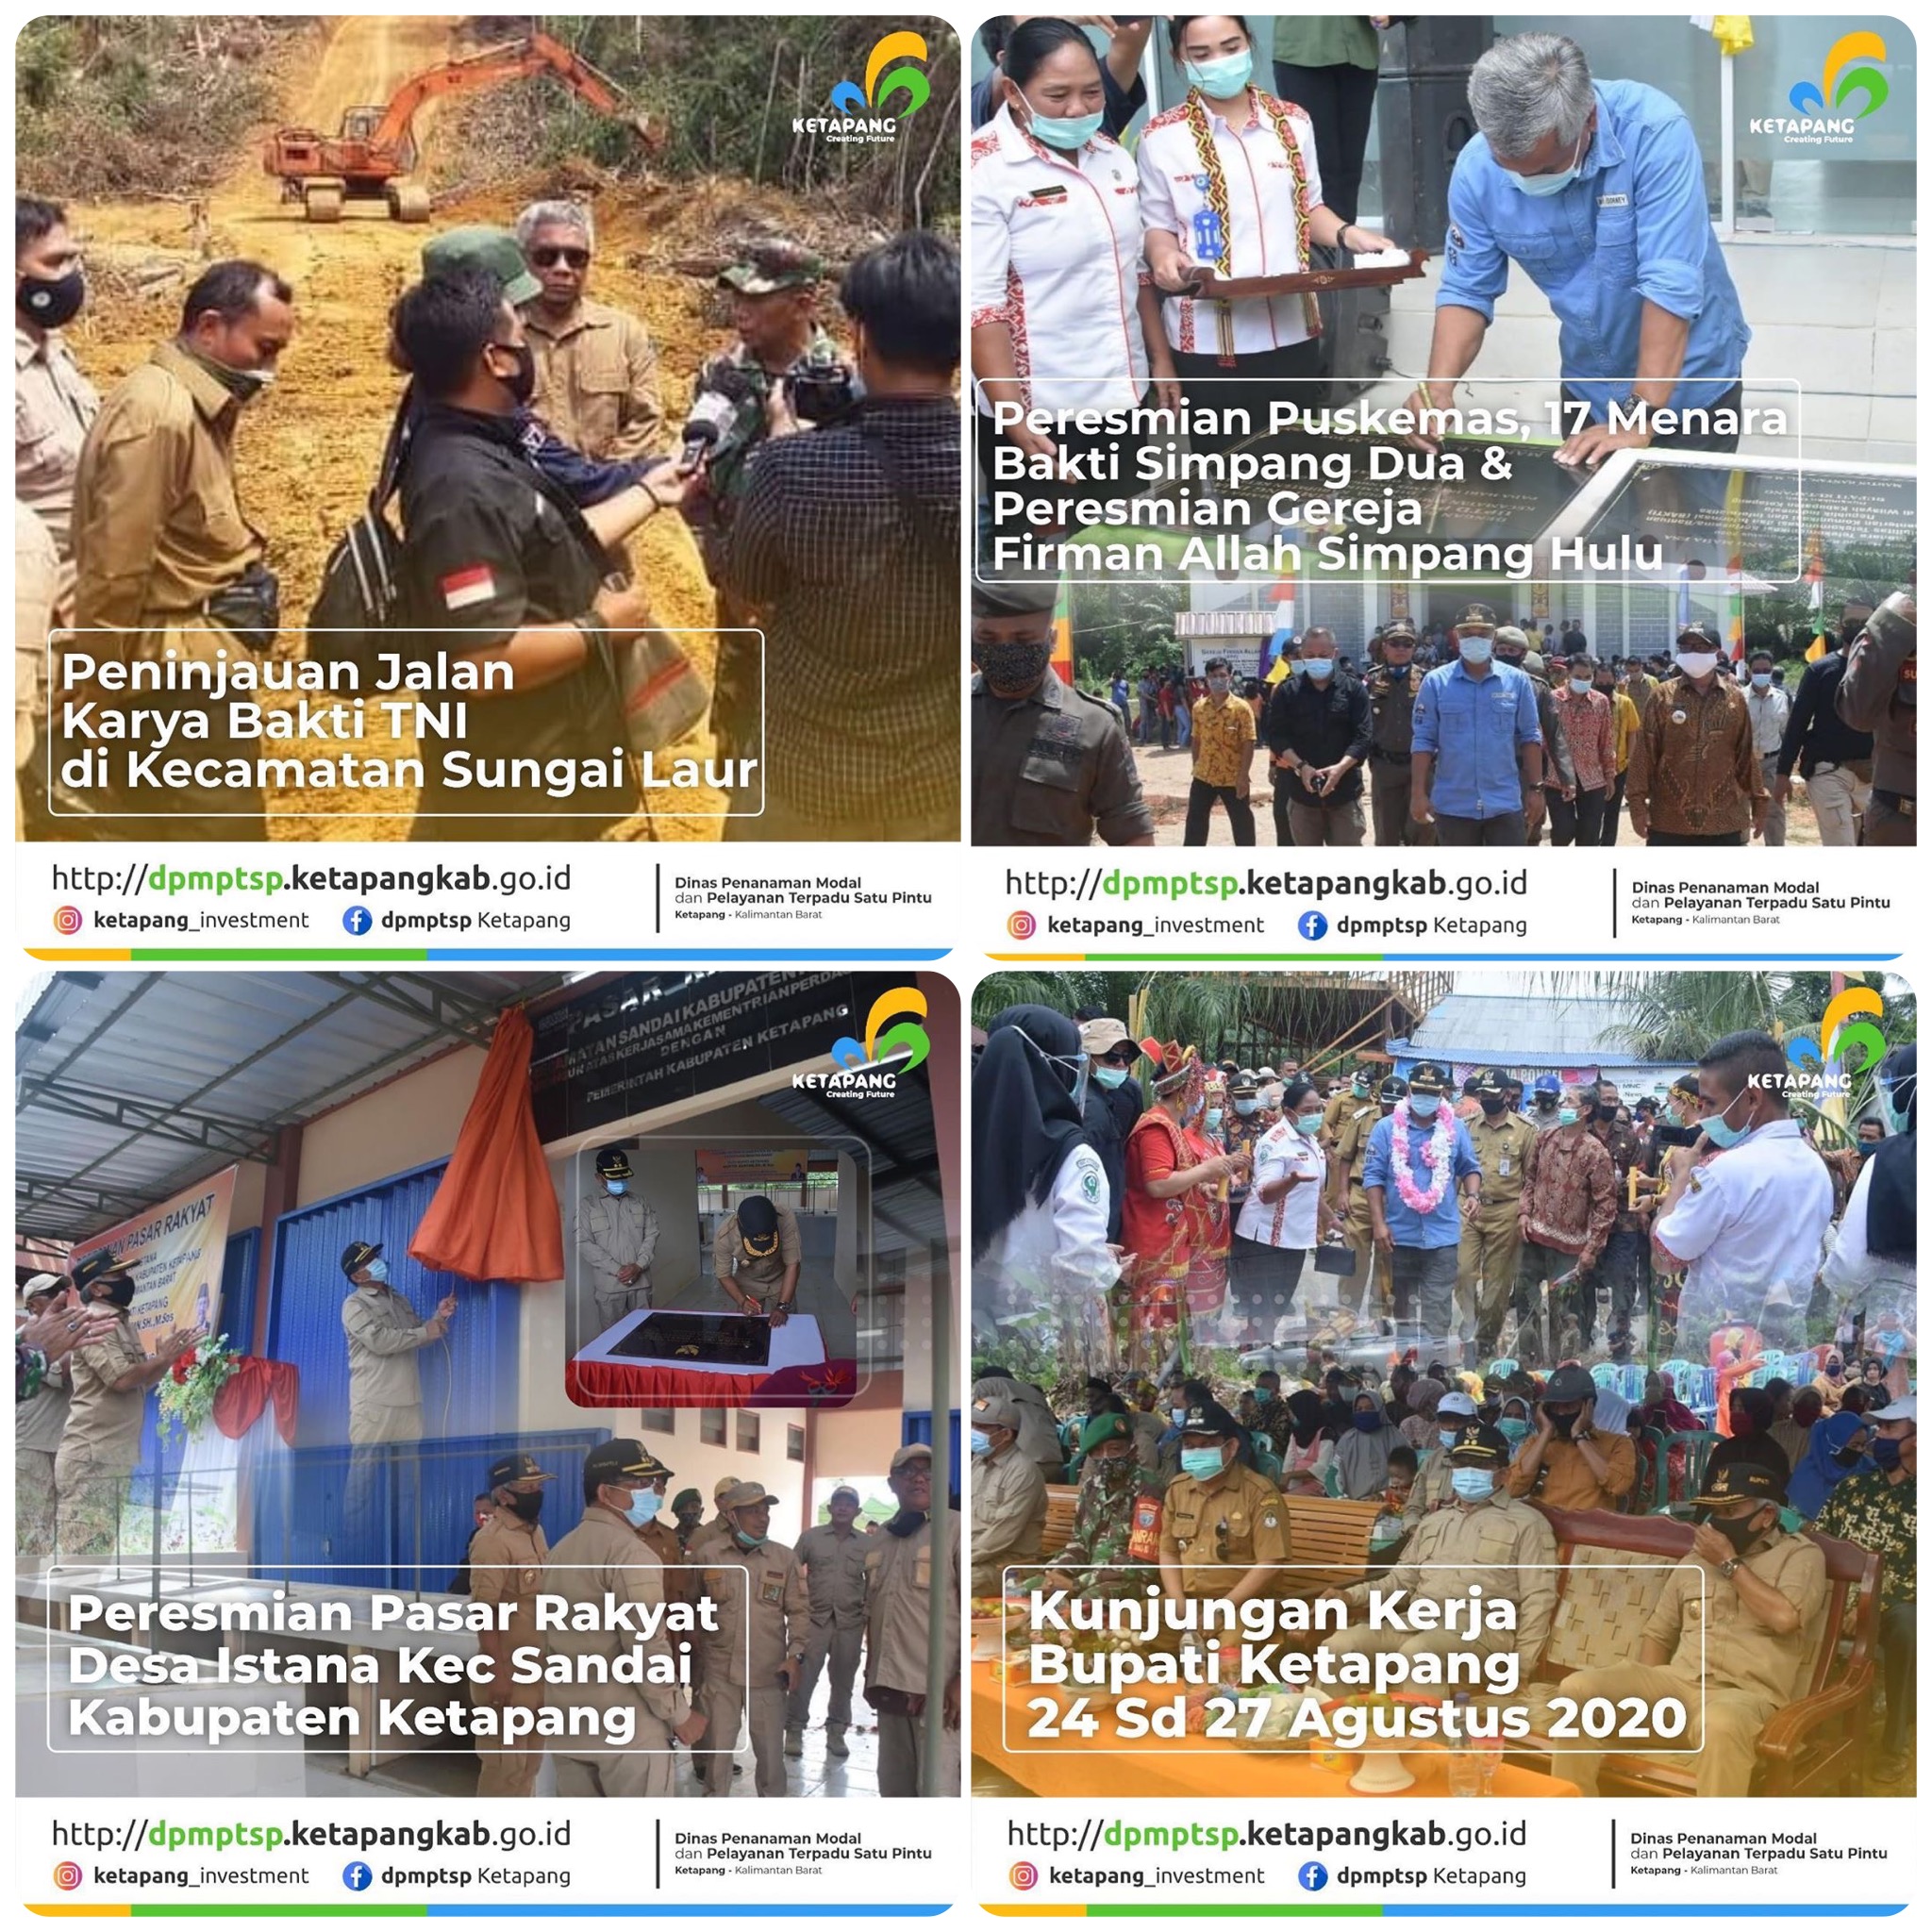 KETAPANG
Creating Future
Peninjauan Jalan
Karya Bakti TNI
di Kecamatan Sungai Laur
http://dpmptsp.ketapangkab.go.id
ketapang_investment
dpmptsp Ketapang
Dinas Penanaman Modal
dan Pelayanan Terpadu Satu Pintu
Ketapang - Kalimantan Barat
KETAPANG
Creating Future
Peresmian Puskemas, 17 Menara
Bakti Simpang Dua &
Peresmian Gereja
Firman Allah Simpang Hulu
http://dpmptsp.ketapangkab.go.id
ketapang_investment
dpmptsp Ketapang
Dinas Penanaman Modal
dan Pelayanan Terpadu Satu Pintu
Ketapang - Kalimantan Barat
PASAR
SANDAI KABUPATEN
DENGAN
PEMERINTAH KABUPATEN KETAPANG
KETAPANG
Creating Future
PASAR RAKYAT
Peresmian Pasar Rakyat
Desa Istana Kec Sandai
Kabupaten Ketapang
http://dpmptsp.ketapangkab.go.id
ketapang_investment
dpmptsp Ketapang
Dinas Penanaman Modal
dan Pelayanan Terpadu Satu Pintu
Ketapang - Kalimantan Barat
KETAPANG
Creating Future
Kunjungan Kerja
Bupati Ketapang
24 Sd 27 Agustus 2020
http://dpmptsp.ketapangkab.go.id
ketapang_investment
dpmptsp Ketapang
Dinas Penanaman Modal
dan Pelayanan Terpadu Satu Pintu
Ketapang - Kalimantan Barat